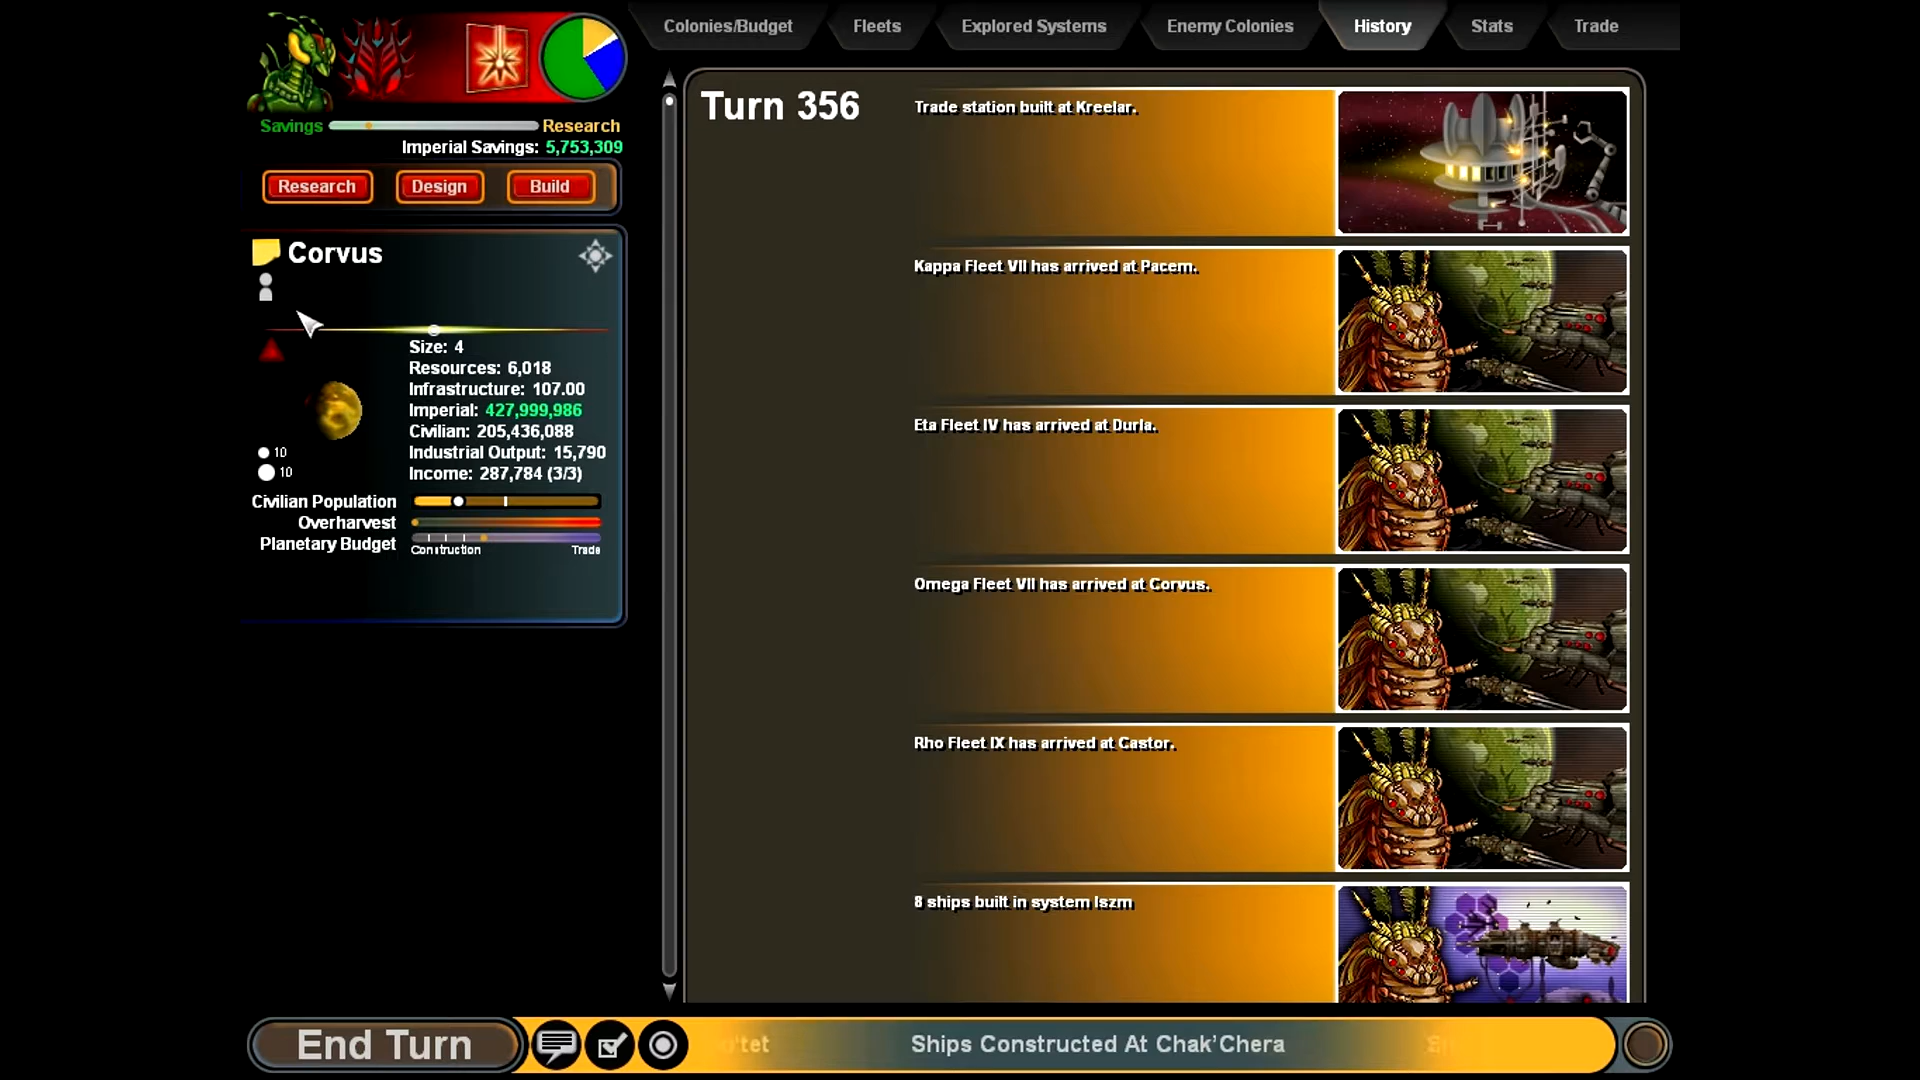 Colonies/Budget
Fleets
Explored Systems
Enemy Colonies
History
Stats
Trade
Savings
Research
Imperial Savings: 5,753,309
Research
Design
Build
Corvus
Size: 4
Resources: 6,018
Infrastructure: 107.00
Imperial: 427,999,986
Civilian: 205,436,088
10
Industrial Output: 15,790
10
Income: 287,784 (3/3)
Civilian Population
Overharvest
Planetary Budget
Construction
Trade
Turn 356
Trade station built at Kreelar.
Kappa Fleet VII has arrived at Pacem.
Eta Fleet IV has arrived at Durla.
Omega Fleet VII has arrived at Corvus.
Rho Fleet IX has arrived at Castor.
8 ships built in system Iszm
End Turn
Ships Constructed At Chak'Chera